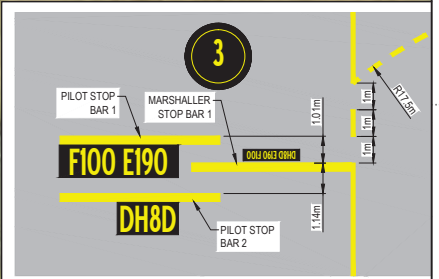 3
PILOT STOP
BAR 1
MARSHALLER
STOP BAR 1
F100 E190
DH8D E190 F100
DH8D
PILOT STOP
BAR 2
1.01m
1.14m
1m
1m
1m
R17.5m